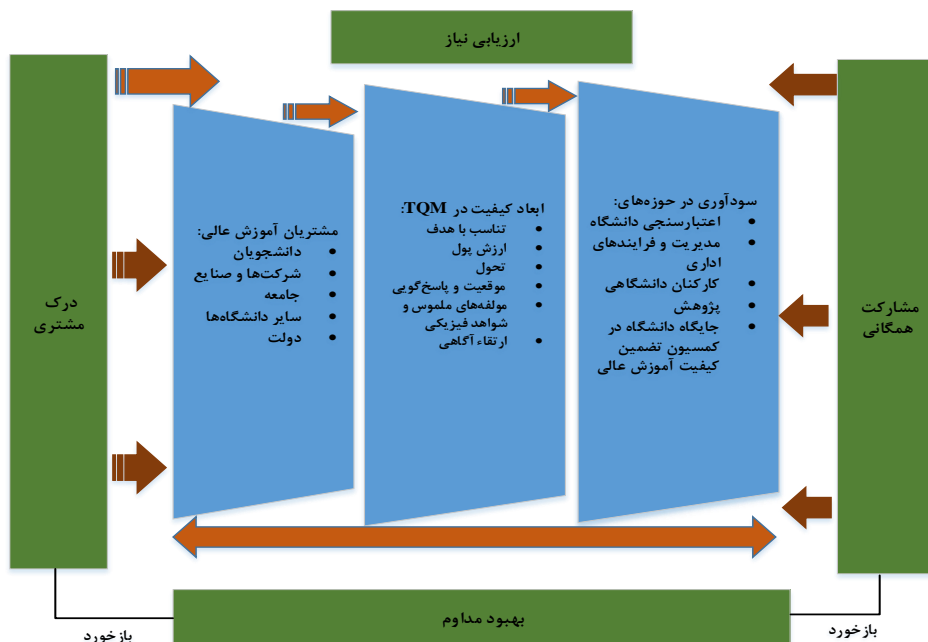 ارزیابی نیاز
مشارکت
همگانی
سودآوری در حوزه‌های:
اعتبارسنجی دانشگاه
مدیریت و فرایندهای
اداری
کارکنان دانشگاهی
پژوهش
جایگاه دانشگاه در
کمسیون تضمین
کیفیت آموزش عالی
ابعاد کیفیت در TQM:
تناسب با هدف
ارزش پول
تحول
موقعیت و پاسخ‌گویی
مولفه‌های ملموس و
شواهد فیزیکی
ارتقاء آگاهی
مشتریان آموزش عالی:
دانشجویان
شرکت‌ها و صنایع
جامعه
سایر دانشگاه‌ها
دولت
درک
مشتری
بهبود مداوم
بازخورد
بازخورد